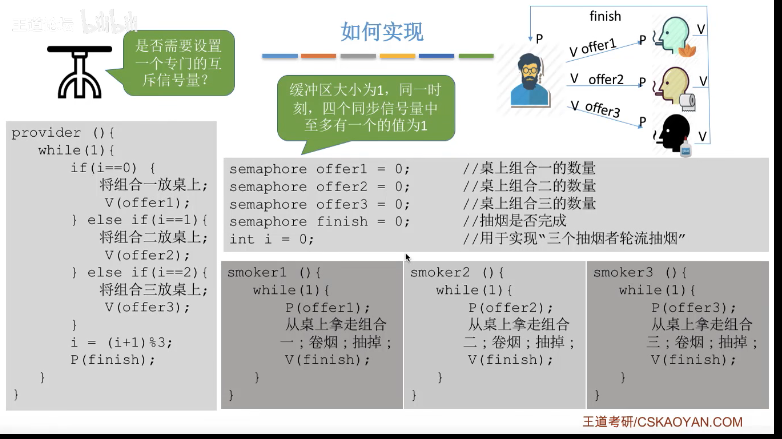 如何实现
是否需要设置
一个专门的互
斥信号量？
缓冲区大小为1，同一时
刻，四个同步信号量中
至多有一个的值为1
finish
P
V offer1
P
V
V offer2
P
V
V offer3
P
V
provider (){
while(1){
if(i==0) {
将组合一放桌上;
V(offer1);
} else if(i==1){
将组合二放桌上;
V(offer2);
} else if(i==2){
将组合三放桌上;
V(offer3);
}
i = (i+1)%3;
P(finish);
}
}
semaphore offer1 = 0; //桌上组合一的数量
semaphore offer2 = 0; //桌上组合二的数量
semaphore offer3 = 0; //桌上组合三的数量
semaphore finish = 0; //抽烟是否完成
int i = 0; //用于实现“三个抽烟者轮流抽烟”
smoker1 (){
while(1){
P(offer1);
从桌上拿走组合
一；卷烟；抽掉；
V(finish);
}
}
smoker2 (){
while(1){
P(offer2);
从桌上拿走组合
二；卷烟；抽掉；
V(finish);
}
}
smoker3 (){
while(1){
P(offer3);
从桌上拿走组合
三；卷烟；抽掉；
V(finish);
}
}
王道考研/CSKAOYAN.COM